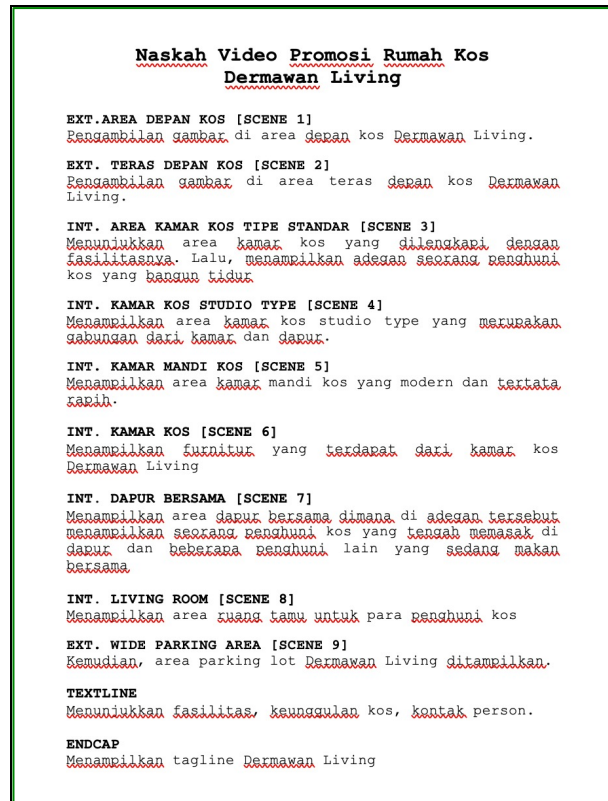 Naskah Video Promosi Rumah Kos
Dermawan Living
EXT.AREA DEPAN KOS [SCENE 1]
Pengambilan gambar di area depan kos Dermawan Living.
EXT. TERAS DEPAN KOS [SCENE 2]
Pengambilan gambar di area teras depan kos Dermawan
Living.
INT. AREA KAMAR KOS TIPE STANDAR [SCENE 3]
Menunjukkan area kamar kos yang dilengkapi dengan
fasilitasnya. Lalu, menampilkan adegan seorang penghuni
kos yang bangun tidur
INT. KAMAR KOS STUDIO TYPE [SCENE 4]
Menampilkan area kamar kos studio type yang merupakan
gabungan dari kamar dan dapur.
INT. KAMAR MANDI KOS [SCENE 5]
Menampilkan area kamar mandi kos yang modern dan tertata
rapih.
INT. KAMAR KOS [SCENE 6]
Menampilkan furnitur yang terdapat dari kamar kos
Dermawan Living
INT. DAPUR BERSAMA [SCENE 7]
Menampilkan area dapur bersama dimana di adegan tersebut
menampilkan seorang penghuni kos yang tengah memasak di
dapur dan beberapa penghuni lain yang sedang makan
bersama
INT. LIVING ROOM [SCENE 8]
Menampilkan area ruang tamu untuk para penghuni kos
EXT. WIDE PARKING AREA [SCENE 9]
Kemudian, area parking lot Dermawan Living ditampilkan.
TEXTLINE
Menunjukkan fasilitas, keunggulan kos, kontak person.
ENDCAP
Menampilkan tagline Dermawan Living